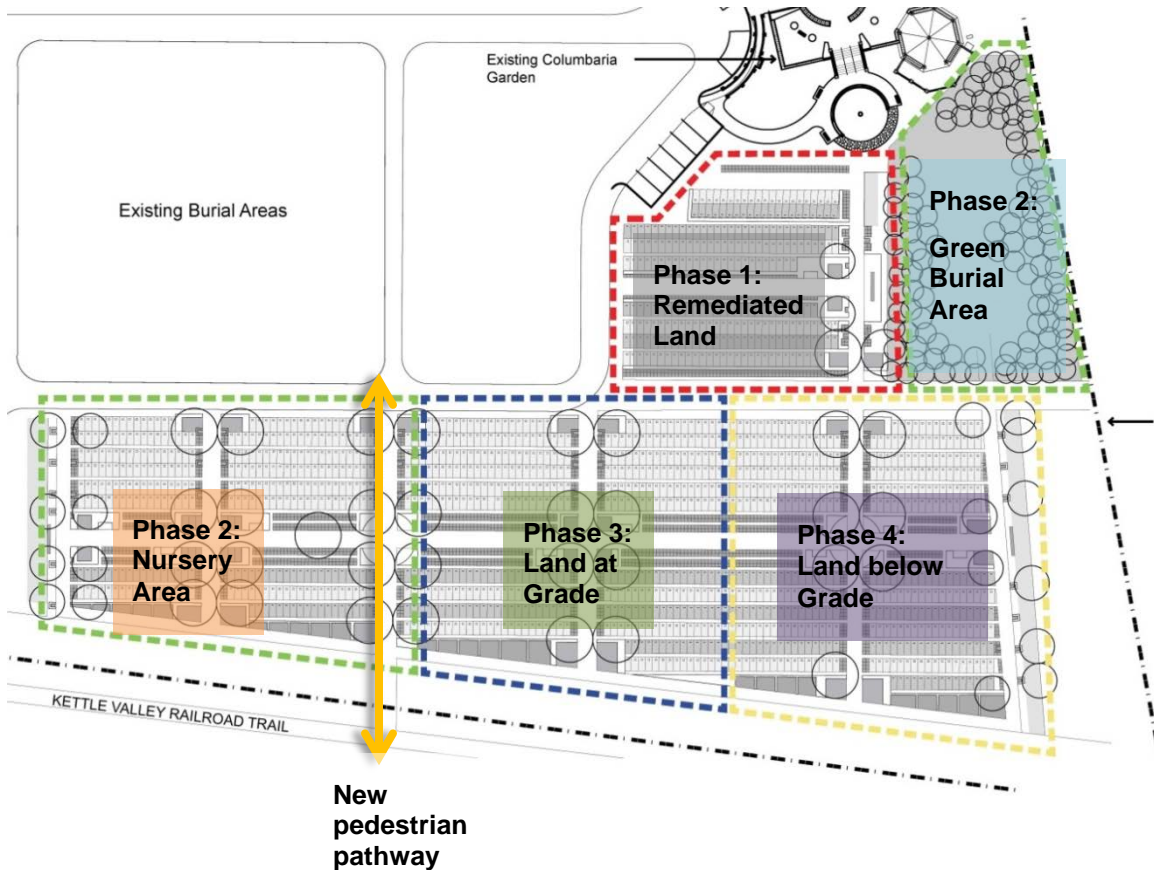 Existing Columbaria
Garden
Existing Burial Areas
Phase 2:
Green
Burial
Area
Phase 1:
Remediated
Land
Phase 2:
Nursery
Area
Phase 3:
Land at
Grade
Phase 4:
Land below
Grade
KETTLE VALLEY RAILROAD TRAIL
New
pedestrian
pathway